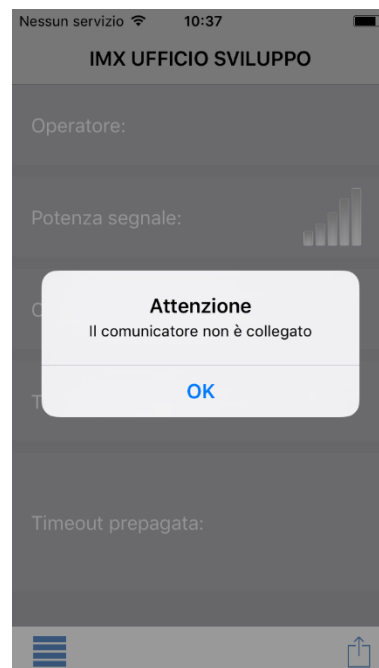 Nessun servizio 10:37
IMX UFFICIO SVILUPPO
Operatore:
Potenza segnale:
Attenzione
Il comunicatore non è collegato
OK
Timeout prepagata: